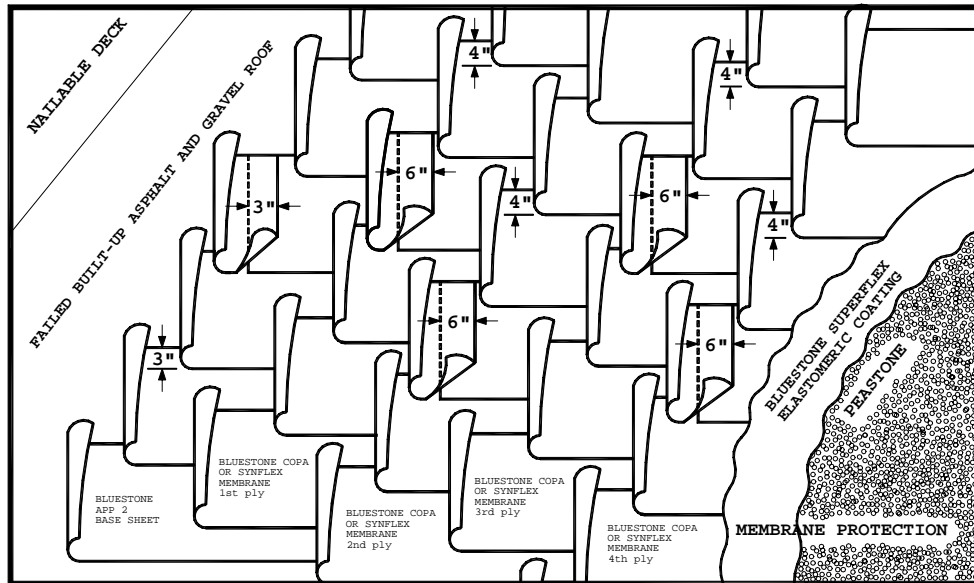 NAILABLE DECK
FAILED BUILT-UP ASPHALT AND GRAVEL ROOF
4"
4"
3"
6"
6"
4"
4"
6"
3"
6"
BLUESTONE SUPERFLEX
ELASTOMERIC COATING
PEASTONE
BLUESTONE
APP 2
BASE SHEET
BLUESTONE COPA
OR SYNFLEX
MEMBRANE
1st ply
BLUESTONE COPA
OR SYNFLEX
MEMBRANE
2nd ply
BLUESTONE COPA
OR SYNFLEX
MEMBRANE
3rd ply
BLUESTONE COPA
OR SYNFLEX
MEMBRANE
4th ply
MEMBRANE PROTECTION